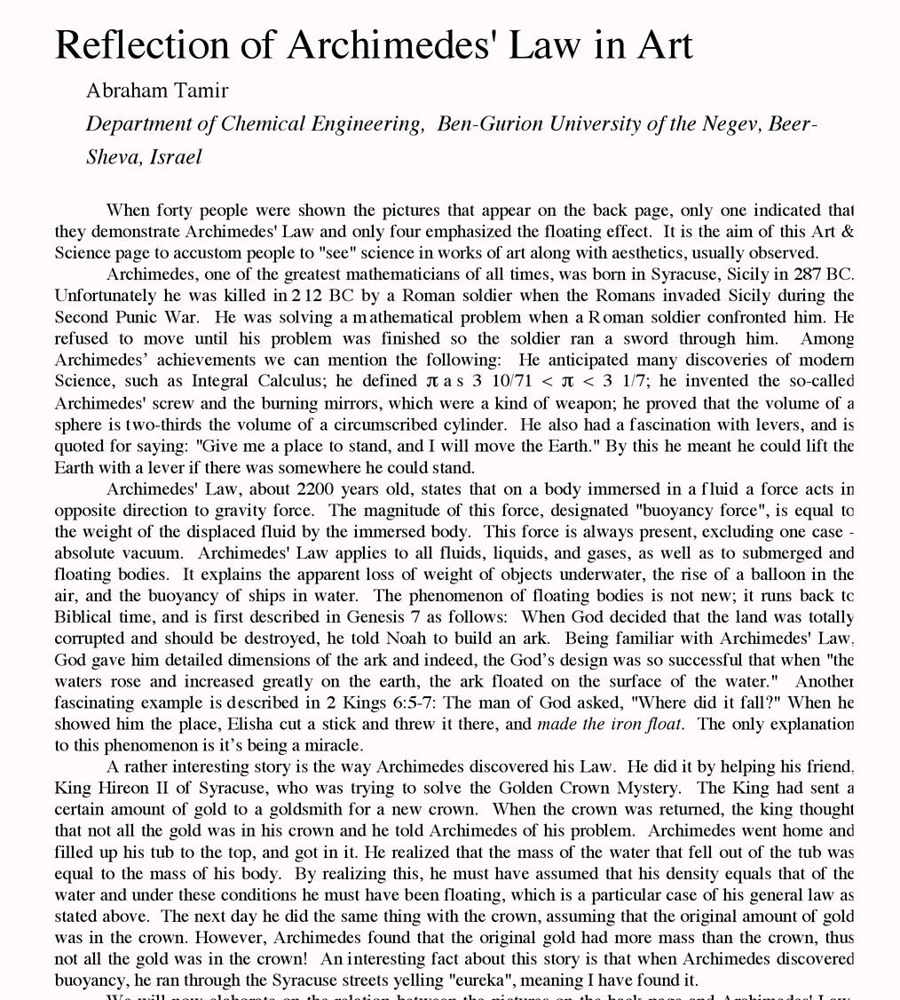 Reflection of Archimedes' Law in Art
Abraham Tamir
Department of Chemical Engineering, Ben-Gurion University of the Negev, Beer-
Sheva, Israel
When forty people were shown the pictures that appear on the back page, only one indicated that
they demonstrate Archimedes' Law and only four emphasized the floating effect. It is the aim of this Art &
Science page to accustom people to "see" science in works of art along with aesthetics, usually observed.
Archimedes, one of the greatest mathematicians of all times, was born in Syracuse, Sicily in 287 BC.
Unfortunately he was killed in 212 BC by a Roman soldier when the Romans invaded Sicily during the
Second Punic War. He was solving a mathematical problem when a Roman soldier confronted him. He
refused to move until his problem was finished so the soldier ran a sword through him. Among
Archimedes’ achievements we can mention the following: He anticipated many discoveries of modern
Science, such as Integral Calculus; he defined π as 3 10/71 < π < 3 1/7; he invented the so-called
Archimedes' screw and the burning mirrors, which were a kind of weapon; he proved that the volume of a
sphere is two-thirds the volume of a circumscribed cylinder. He also had a fascination with levers, and is
quoted for saying: "Give me a place to stand, and I will move the Earth." By this he meant he could lift the
Earth with a lever if there was somewhere he could stand.
Archimedes' Law, about 2200 years old, states that on a body immersed in a fluid a force acts in
opposite direction to gravity force. The magnitude of this force, designated "buoyancy force", is equal to
the weight of the displaced fluid by the immersed body. This force is always present, excluding one case -
absolute vacuum. Archimedes' Law applies to all fluids, liquids, and gases, as well as to submerged and
floating bodies. It explains the apparent loss of weight of objects underwater, the rise of a balloon in the
air, and the buoyancy of ships in water. The phenomenon of floating bodies is not new; it runs back to
Biblical time, and is first described in Genesis 7 as follows: When God decided that the land was totally
corrupted and should be destroyed, he told Noah to build an ark. Being familiar with Archimedes' Law,
God gave him detailed dimensions of the ark and indeed, the God’s design was so successful that when "the
waters rose and increased greatly on the earth, the ark floated on the surface of the water." Another
fascinating example is described in 2 Kings 6:5-7: The man of God asked, "Where did it fall?" When he
showed him the place, Elisha cut a stick and threw it there, and made the iron float. The only explanation
to this phenomenon is it’s being a miracle.
A rather interesting story is the way Archimedes discovered his Law. He did it by helping his friend,
King Hireon II of Syracuse, who was trying to solve the Golden Crown Mystery. The King had sent a
certain amount of gold to a goldsmith for a new crown. When the crown was returned, the king thought
that not all the gold was in his crown and he told Archimedes of his problem. Archimedes went home and
filled up his tub to the top, and got in it. He realized that the mass of the water that fell out of the tub was
equal to the mass of his body. By realizing this, he must have assumed that his density equals that of the
water and under these conditions he must have been floating, which is a particular case of his general law as
stated above. The next day he did the same thing with the crown, assuming that the original amount of gold
was in the crown. However, Archimedes found that the original gold had more mass than the crown, thus
not all the gold was in the crown! An interesting fact about this story is that when Archimedes discovered
buoyancy, he ran through the Syracuse streets yelling "eureka", meaning I have found it.
We will now elaborate on the relation between the pictures on the back page and Archimedes' Law.